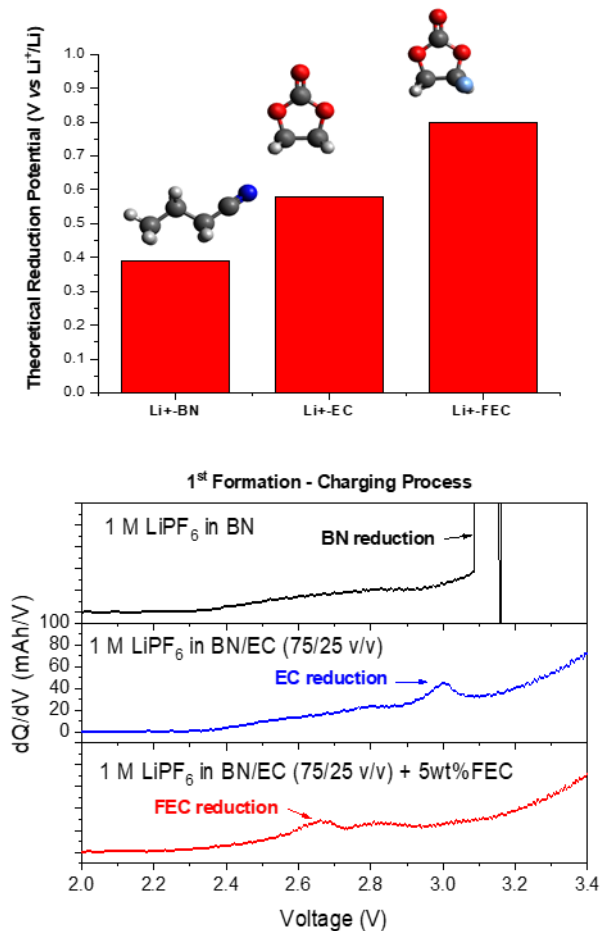 Theoretical Reduction Potential (V vs Li⁺/Li)
1.0
0.9
0.8
0.7
0.6
0.5
0.4
0.3
0.2
0.1
0.0
Li+-BN Li+-EC Li+-FEC
1ˢᵗ Formation - Charging Process
1 M LiPF₆ in BN
BN reduction
1 M LiPF₆ in BN/EC (75/25 v/v)
EC reduction
1 M LiPF₆ in BN/EC (75/25 v/v) + 5wt%FEC
FEC reduction
dQ/dV (mAh/V)
100
80
60
40
20
0
2.0 2.2 2.4 2.6 2.8 3.0 3.2 3.4
Voltage (V)